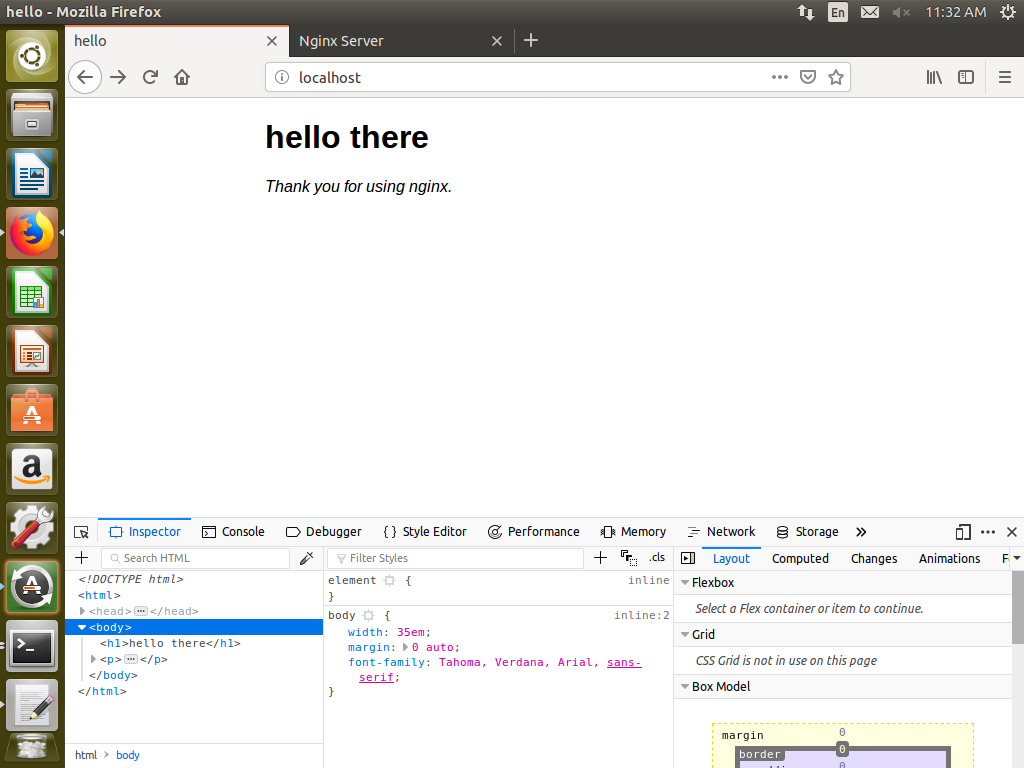 hello - Mozilla Firefox
En
11:32 AM
hello
Nginx Server
localhost
hello there
Thank you for using nginx.
Inspector
Console
Debugger
{ } Style Editor
Performance
Memory
Network
Storage
Search HTML
Filter Styles
.cls
Layout
Computed
Changes
Animations
<!DOCTYPE html>
<html>
<head> </head>
<body>
<h1>hello there</h1>
<p> </p>
</body>
</html>
html > body
element { inline
}
body { inline:2
width: 35em;
margin: 0 auto;
font-family: Tahoma, Verdana, Arial, sans-
serif;
}
Flexbox
Select a Flex container or item to continue.
Grid
CSS Grid is not in use on this page
Box Model
margin 0
border 0
0